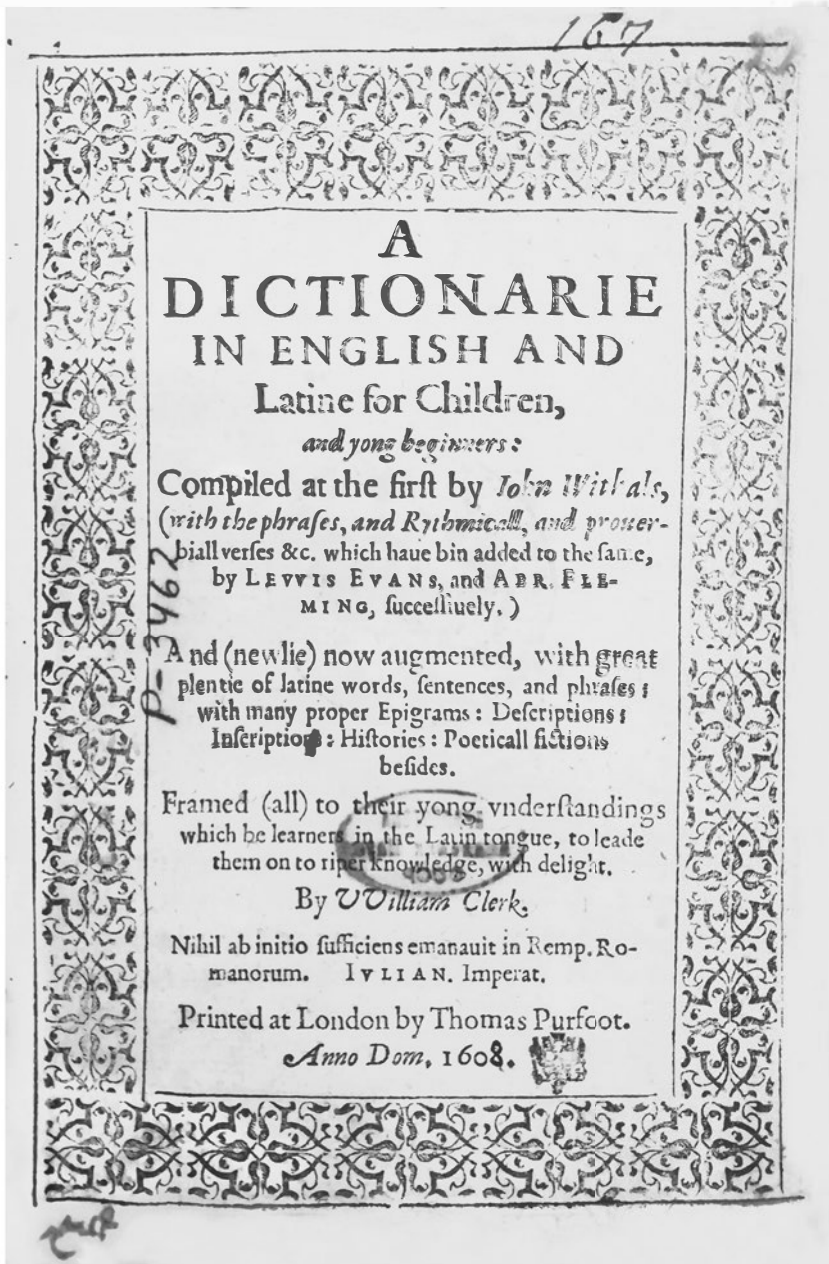 167
A
DICTIONARIE
IN ENGLISH AND
Latine for Children,
and yong beginners:
Compiled at the firſt by Iohn Withals,
(with the phraſes, and Rythmicall, and prouer-
biall verſes &c. which haue bin added to the ſame,
by LEVVIS EVANS, and ABR. FLE-
MING, ſucceſſiuely.)
And (newlie) now augmented, with great
plentie of latine words, ſentences, and phraſes:
with many proper Epigrams: Deſcriptions:
Inſcriptions: Hiſtories: Poeticall fictions
beſides.
Framed (all) to their yong vnderſtandings
which be learners in the Latin tongue, to leade
them on to riper knowledge, with delight.
By VVilliam Clerk.
Nihil ab initio ſufficiens emanauit in Remp. Ro-
manorum. IVLIAN. Imperat.
Printed at London by Thomas Purfoot.
Anno Dom. 1608.
P-3462